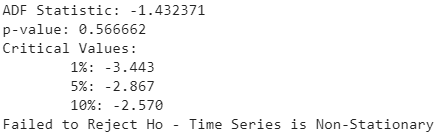 ADF Statistic: -1.432371
p-value: 0.566662
Critical Values:
1%: -3.443
5%: -2.867
10%: -2.570
Failed to Reject Ho - Time Series is Non-Stationary